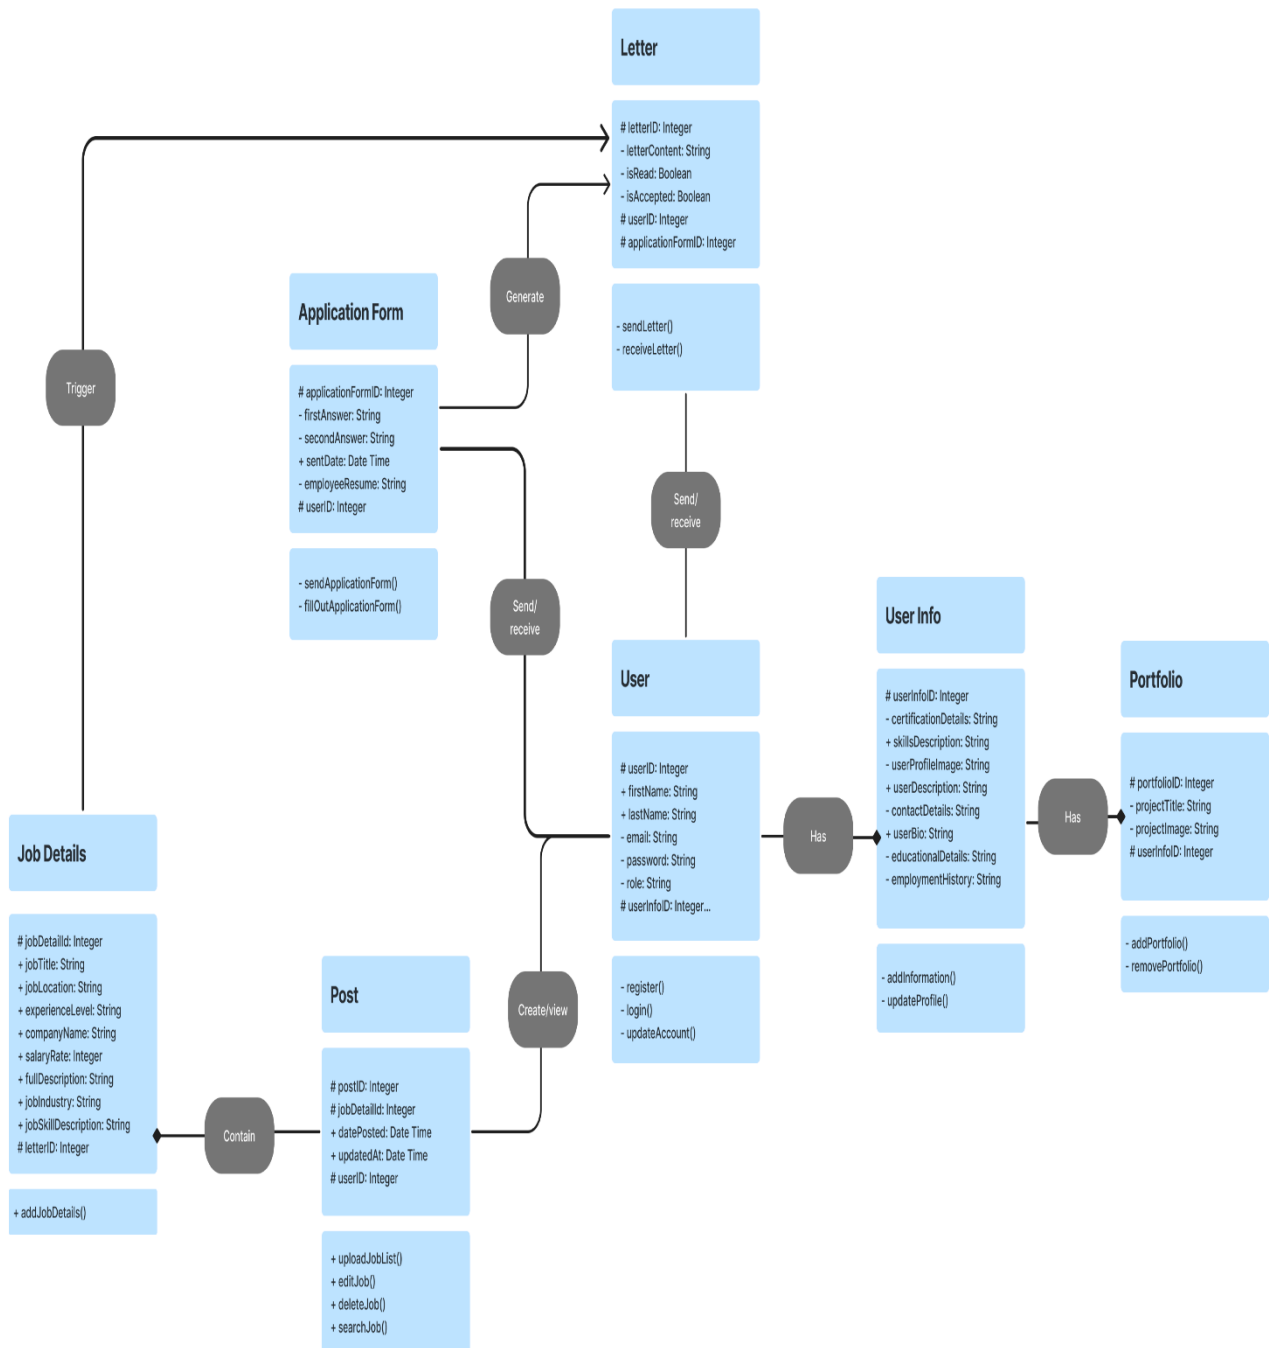 Letter
# letterID: Integer
- letterContent: String
- isRead: Boolean
- isAccepted: Boolean
# userID: Integer
# applicationFormID: Integer
- sendLetter()
- receiveLetter()
Generate
Application Form
# applicationFormID: Integer
- firstAnswer: String
- secondAnswer: String
+ sentDate: Date Time
- employeeResume: String
# userID: Integer
- sendApplicationForm()
- fillOutApplicationForm()
Trigger
Send/
receive
Send/
receive
User
# userID: Integer
+ firstName: String
+ lastName: String
- email: String
- password: String
- role: String
# userInfoID: Integer...
- register()
- login()
- updateAccount()
Has
User Info
# userInfoID: Integer
- certificationDetails: String
+ skillsDescription: String
- userProfileImage: String
+ userDescription: String
- contactDetails: String
+ userBio: String
- educationalDetails: String
- employmentHistory: String
- addInformation()
- updateProfile()
Has
Portfolio
# portfolioID: Integer
- projectTitle: String
- projectImage: String
# userInfoID: Integer
- addPortfolio()
- removePortfolio()
Job Details
# jobDetailId: Integer
+ jobTitle: String
+ jobLocation: String
+ experienceLevel: String
+ companyName: String
+ salaryRate: Integer
+ fullDescription: String
+ jobIndustry: String
+ jobSkillDescription: String
# letterID: Integer
+ addJobDetails()
Contain
Post
# postID: Integer
# jobDetailId: Integer
+ datePosted: Date Time
+ updatedAt: Date Time
# userID: Integer
+ uploadJobList()
+ editJob()
+ deleteJob()
+ searchJob()
Create/view